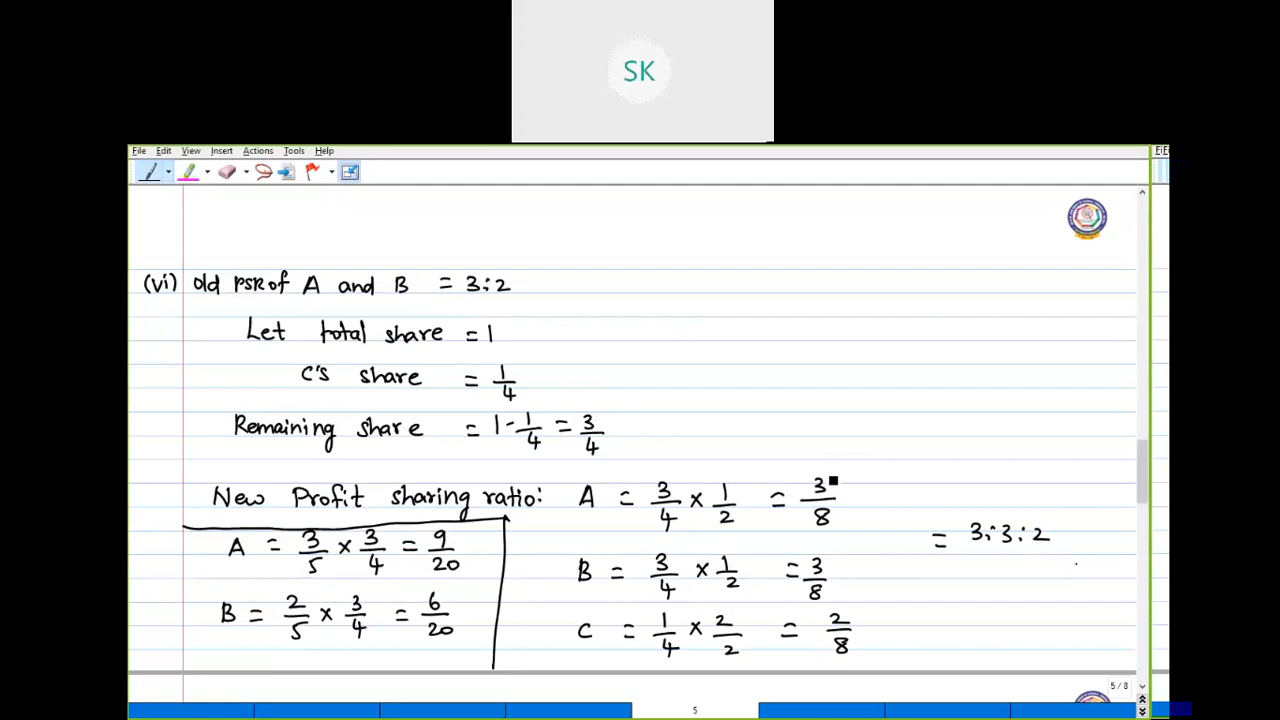 SK
File Edit View Insert Actions Tools Help
(vi) Old PSR of A and B = 3:2
Let total share = 1
C's share = 1/4
Remaining share = 1 - 1/4 = 3/4
New Profit sharing ratio: A = 3/4 × 1/2 = 3/8
= 3:3:2
A = 3/5 × 3/4 = 9/20
B = 3/4 × 1/2 = 3/8
B = 2/5 × 3/4 = 6/20
C = 1/4 × 2/2 = 2/8
5 / 8
5